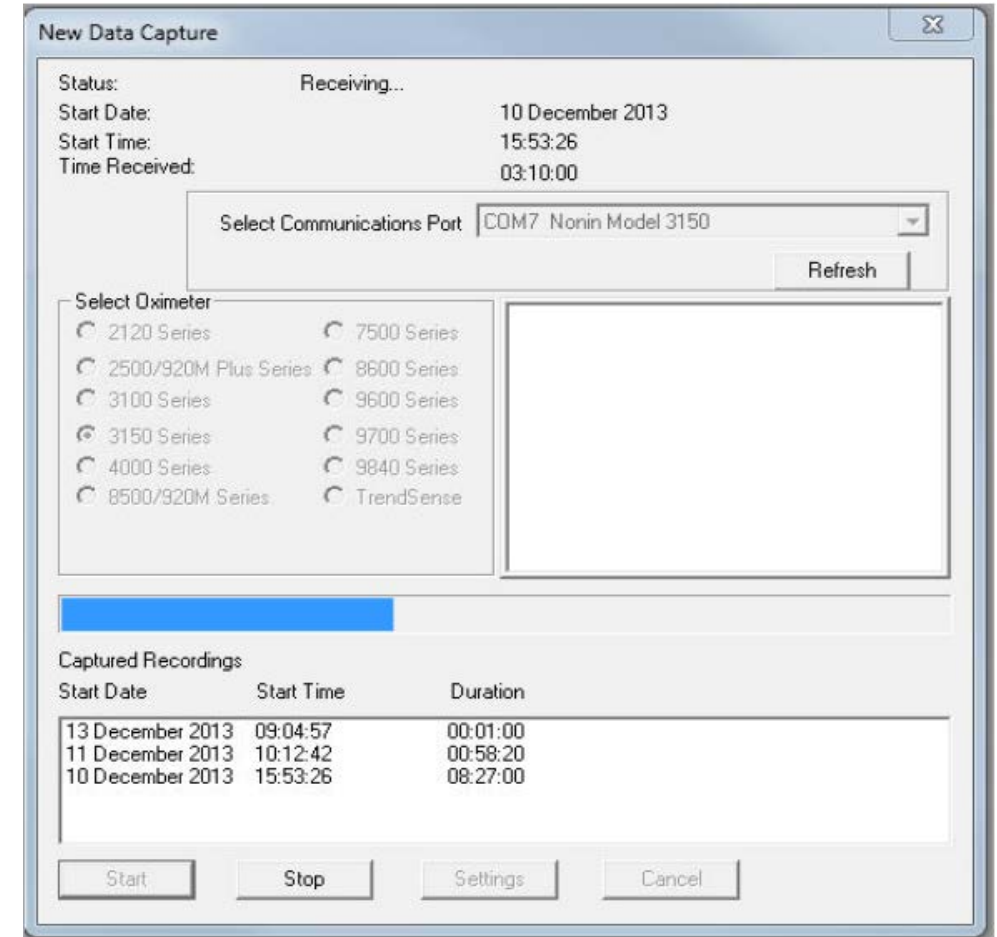 New Data Capture
Status: Receiving...
Start Date: 10 December 2013
Start Time: 15:53:26
Time Received: 03:10:00
Select Communications Port COM7 Nonin Model 3150
Refresh
Select Oximeter
2120 Series 7500 Series
2500/920M Plus Series 8600 Series
3100 Series 9600 Series
3150 Series 9700 Series
4000 Series 9840 Series
8500/920M Series TrendSense
Captured Recordings
Start Date Start Time Duration
13 December 2013 09:04:57 00:01:00
11 December 2013 10:12:42 00:58:20
10 December 2013 15:53:26 08:27:00
Start Stop Settings Cancel